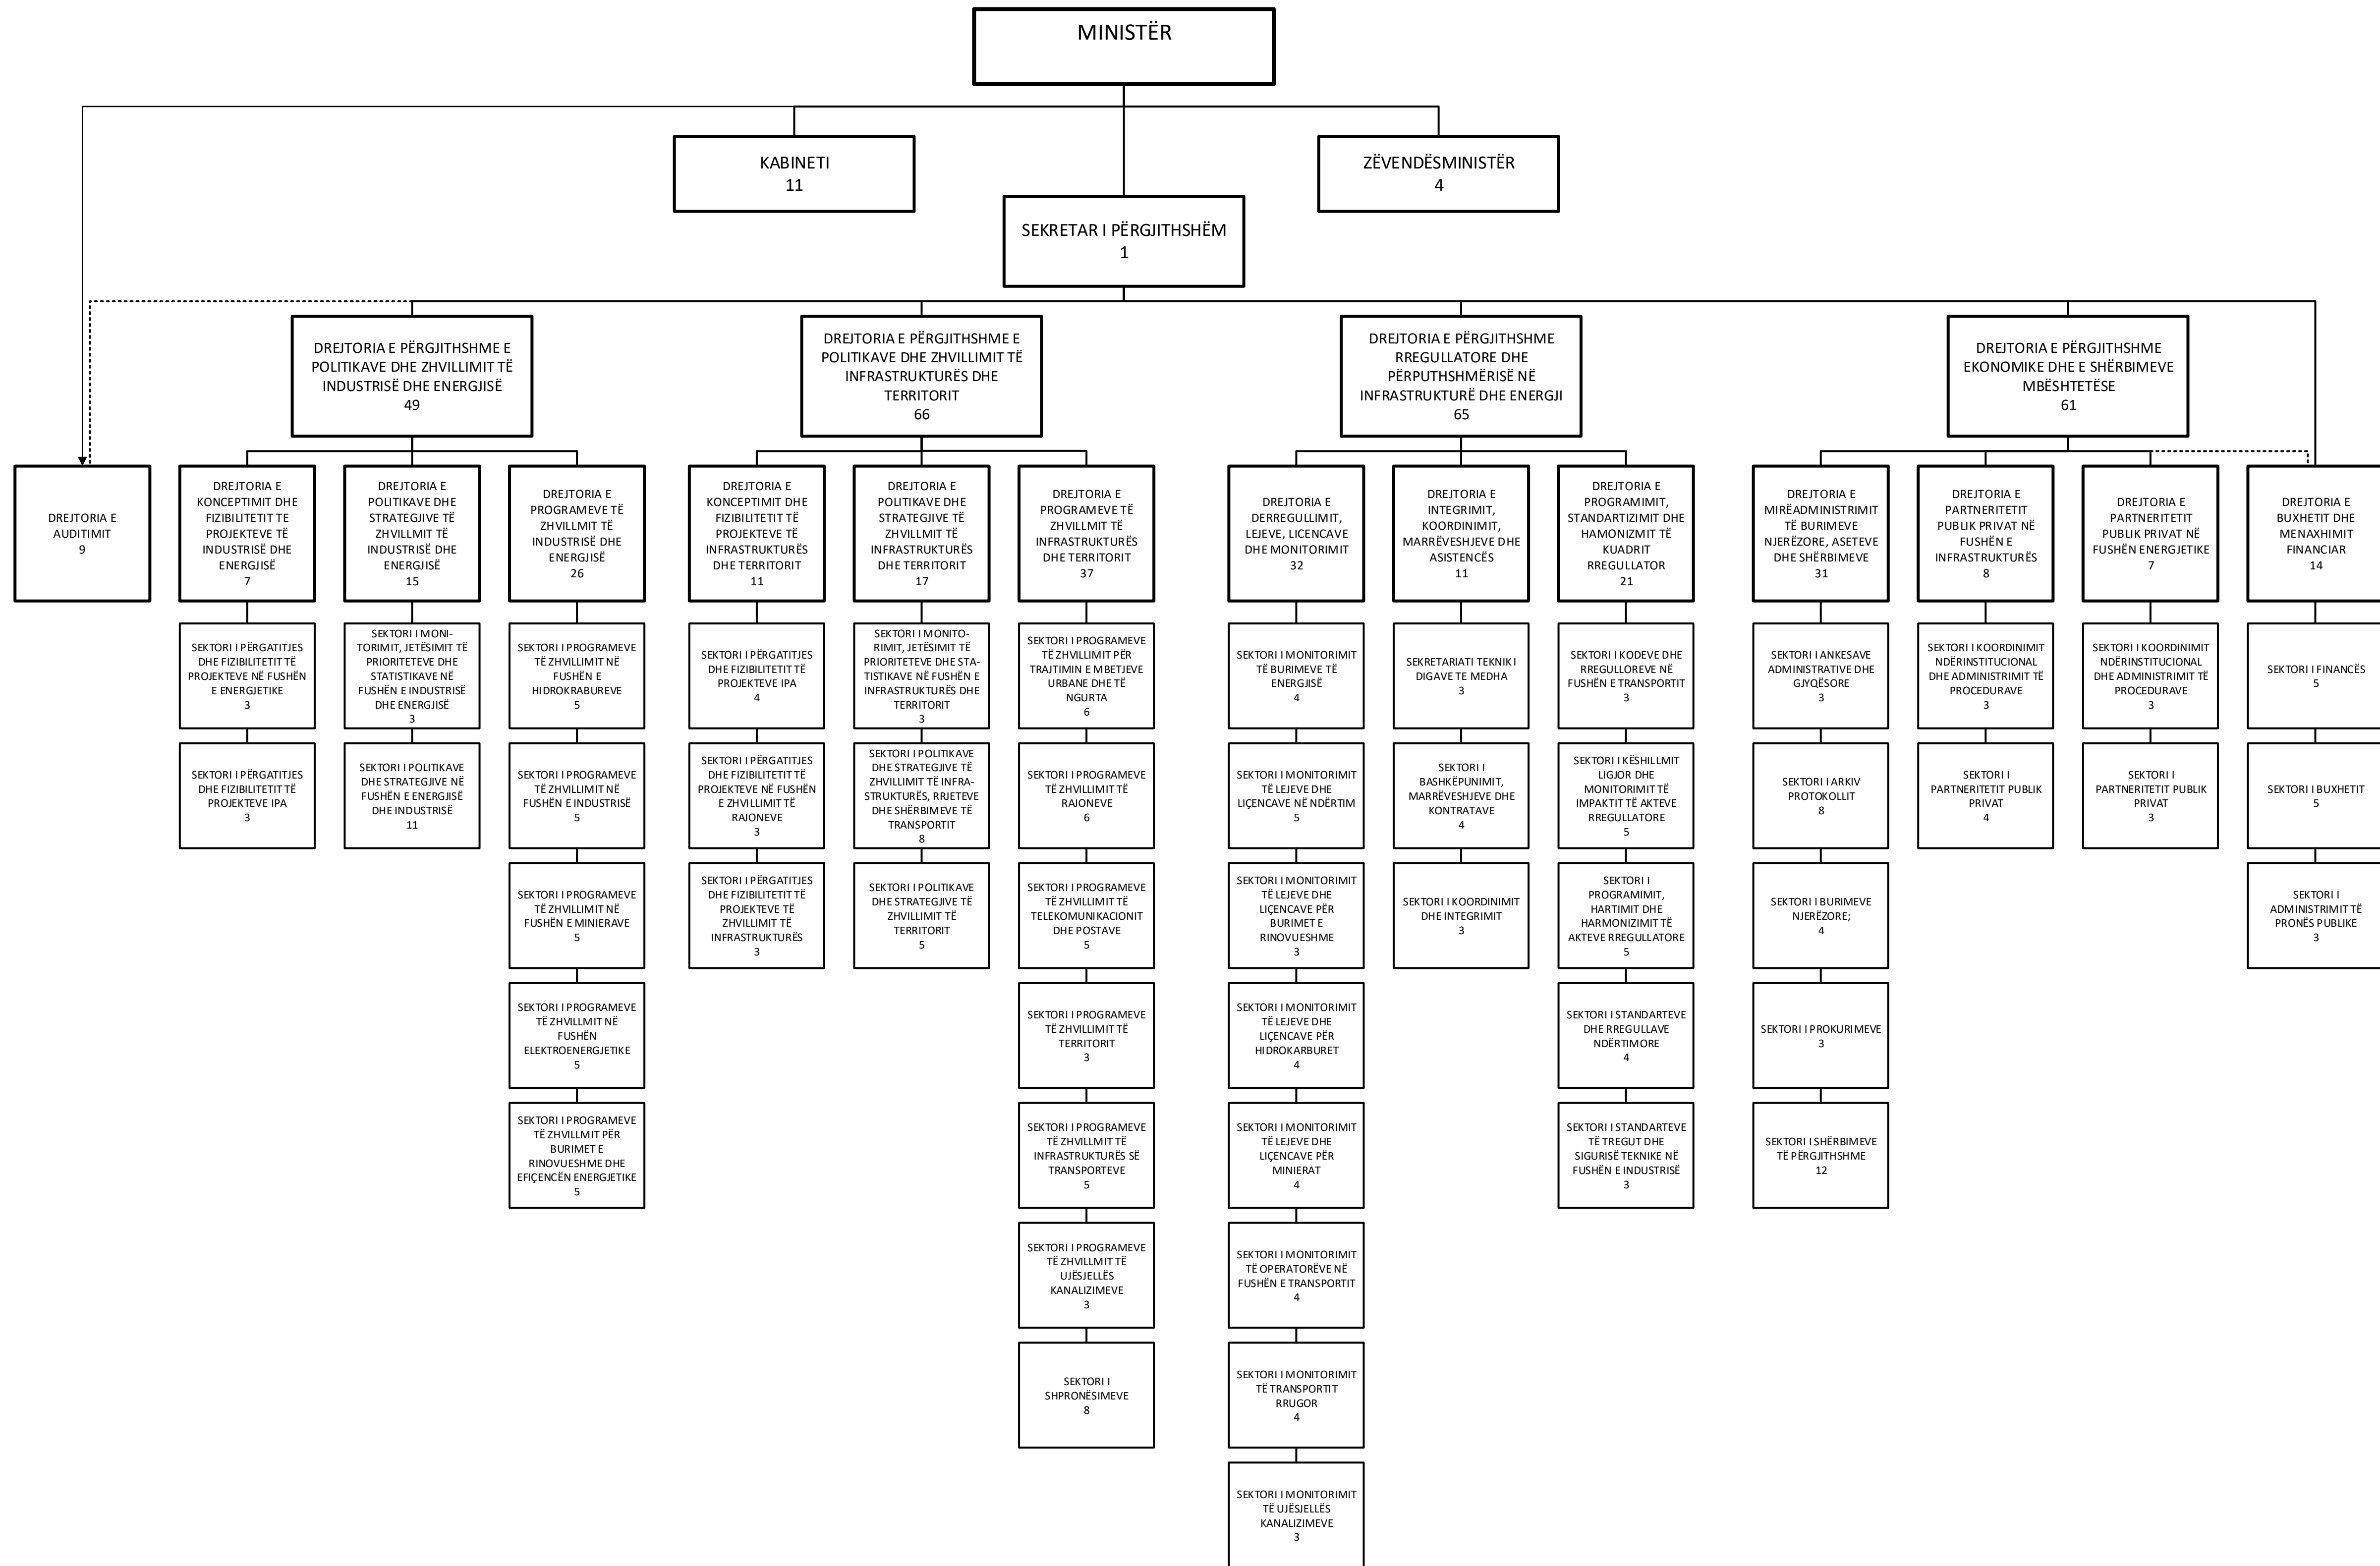 MINISTËR
KABINETI
11
ZËVENDËSMINISTËR
4
SEKRETAR I PËRGJITHSHËM
1
DREJTORIA E PËRGJITHSHME E
POLITIKAVE DHE ZHVILLIMIT TË
INDUSTRISË DHE ENERGJISË
49
DREJTORIA E PËRGJITHSHME E
POLITIKAVE DHE ZHVILLIMIT TË
INFRASTRUKTURËS DHE
TERRITORIT
66
DREJTORIA E PËRGJITHSHME
RREGULLATORE DHE
PËRPUTHSHMËRISË NË
INFRASTRUKTURË DHE ENERGJI
65
DREJTORIA E PËRGJITHSHME
EKONOMIKE DHE E SHËRBIMEVE
MBËSHTETËSE
61
DREJTORIA E
AUDITIMIT
9
DREJTORIA E
KONCEPTIMIT DHE
FIZIBILITETIT TE
PROJEKTEVE TË
INDUSTRISË DHE
ENERGJISË
7
DREJTORIA E
POLITIKAVE DHE
STRATEGJIVE TË
ZHVILLMIT TË
INDUSTRISË DHE
ENERGJISË
15
DREJTORIA E
PROGRAMEVE TË
ZHVILLMIT TË
INDUSTRISË DHE
ENERGJISË
26
DREJTORIA E
KONCEPTIMIT DHE
FIZIBILITETIT TË
PROJEKTEVE TË
INFRASTRUKTURËS
DHE TERRITORIT
11
DREJTORIA E
POLITIKAVE DHE
STRATEGJIVE TË
ZHVILLIMIT TË
INFRASTRUKTURËS
DHE TERRITORIT
17
DREJTORIA E
PROGRAMEVE TË
ZHVILLMIT TË
INFRASTRUKTURËS
DHE TERRITORIT
37
DREJTORIA E
DERREGULLIMIT,
LEJEVE, LICENCAVE
DHE MONITORIMIT
32
DREJTORIA E
INTEGRIMIT,
KOORDINIMIT,
MARRËVESHJEVE DHE
ASISTENCËS
11
DREJTORIA E
PROGRAMIMIT,
STANDARTIZIMIT DHE
HAMONIZMIT TË
KUADRIT
RREGULLATOR
21
DREJTORIA E
MIRËADMINISTRIMIT
TË BURIMEVE
NJERËZORE, ASETEVE
DHE SHËRBIMEVE
31
DREJTORIA E
PARTNERITETIT
PUBLIK PRIVAT NË
FUSHËN E
INFRASTRUKTURËS
8
DREJTORIA E
PARTNERITETIT
PUBLIK PRIVAT NË
FUSHËN ENERGJETIKE
7
DREJTORIA E
BUXHETIT DHE
MENAXHIMIT
FINANCIAR
14
SEKTORI I PËRGATITJES
DHE FIZIBILITETIT TË
PROJEKTEVE NË FUSHËN
E ENERGJETIKE
3
SEKTORI I MONI-
TORIMIT, JETËSIMIT TË
PRIORITETEVE DHE
STATISTIKAVE NË
FUSHËN E INDUSTRISË
DHE ENERGJISË
3
SEKTORI I PROGRAMEVE
TË ZHVILLIMIT NË
FUSHËN E
HIDROKRABUREVE
5
SEKTORI I PËRGATITJES
DHE FIZIBILITETIT TË
PROJEKTEVE IPA
4
SEKTORI I MONITO-
RIMIT, JETËSIMIT TË
PRIORITETEVE DHE STA-
TISTIKAVE NË FUSHËN E
INFRASTRUKTURËS DHE
TERRITORIT
3
SEKTORI I PROGRAMEVE
TË ZHVILLIMIT PËR
TRAJTIMIN E MBETJEVE
URBANE DHE TË
NGURTA
6
SEKTORI I MONITORIMIT
TË BURIMEVE TË
ENERGJISË
4
SEKRETARIATI TEKNIK I
DIGAVE TE MEDHA
3
SEKTORI I KODEVE DHE
RREGULLOREVE NË
FUSHËN E TRANSPORTIT
3
SEKTORI I ANKESAVE
ADMINISTRATIVE DHE
GJYQËSORE
3
SEKTORI I KOORDINIMIT
NDËRINSTITUCIONAL
DHE ADMINISTRIMIT TË
PROCEDURAVE
3
SEKTORI I KOORDINIMIT
NDËRINSTITUCIONAL
DHE ADMINISTRIMIT TË
PROCEDURAVE
3
SEKTORI I FINANCËS
5
SEKTORI I PËRGATITJES
DHE FIZIBILITETIT TË
PROJEKTEVE IPA
3
SEKTORI I POLITIKAVE
DHE STRATEGJIVE NË
FUSHËN E ENERGJISË
DHE INDUSTRISË
11
SEKTORI I PROGRAMEVE
TË ZHVILLIMIT NË
FUSHËN E INDUSTRISË
5
SEKTORI I PËRGATITJES
DHE FIZIBILITETIT TË
PROJEKTEVE NË FUSHËN
E ZHVILLIMIT TË
RAJONEVE
3
SEKTORI I POLITIKAVE
DHE STRATEGJIVE TË
ZHVILLIMIT TË INFRA-
STRUKTURËS, RRJETEVE
DHE SHËRBIMEVE TË
TRANSPORTIT
8
SEKTORI I PROGRAMEVE
TË ZHVILLIMIT TË
RAJONEVE
6
SEKTORI I MONITORIMIT
TË LEJEVE DHE
LIÇENCAVE NË NDËRTIM
5
SEKTORI I
BASHKËPUNIMIT,
MARRËVESHJEVE DHE
KONTRATAVE
4
SEKTORI I KËSHILLMIT
LIGJOR DHE
MONITORIMIT TË
IMPAKTIT TË AKTEVE
RREGULLATORE
5
SEKTORI I ARKIV
PROTOKOLLIT
8
SEKTORI I
PARTNERITETIT PUBLIK
PRIVAT
4
SEKTORI I
PARTNERITETIT PUBLIK
PRIVAT
3
SEKTORI I BUXHETIT
5
SEKTORI I PROGRAMEVE
TË ZHVILLIMIT NË
FUSHËN E MINIERAVE
5
SEKTORI I PËRGATITJES
DHE FIZIBILITETIT TË
PROJEKTEVE TË
ZHVILLIMIT TË
INFRASTRUKTURËS
3
SEKTORI I POLITIKAVE
DHE STRATEGJIVE TË
ZHVILLIMIT TË
TERRITORIT
5
SEKTORI I PROGRAMEVE
TË ZHVILLIMIT TË
TELEKOMUNIKACIONIT
DHE POSTAVE
5
SEKTORI I MONITORIMIT
TË LEJEVE DHE
LIÇENCAVE PËR
BURIMET E
RINOVUESHME
3
SEKTORI I KOORDINIMIT
DHE INTEGRIMIT
3
SEKTORI I
PROGRAMIMIT,
HARTIMIT DHE
HARMONIZIMIT TË
AKTEVE RREGULLATORE
5
SEKTORI I BURIMEVE
NJERËZORE;
4
SEKTORI I
ADMINISTRIMIT TË
PRONËS PUBLIKE
3
SEKTORI I PROGRAMEVE
TË ZHVILLMIT NË
FUSHËN
ELEKTROENERGJETIKE
5
SEKTORI I PROGRAMEVE
TË ZHVILLIMIT TË
TERRITORIT
3
SEKTORI I MONITORIMIT
TË LEJEVE DHE
LIÇENCAVE PËR
HIDROKARBURET
4
SEKTORI I STANDARTEVE
DHE RREGULLAVE
NDËRTIMORE
4
SEKTORI I PROKURIMEVE
3
SEKTORI I PROGRAMEVE
TË ZHVILLMIT PËR
BURIMET E
RINOVUESHME DHE
EFIÇENCËN ENERGJETIKE
5
SEKTORI I PROGRAMEVE
TË ZHVILLMIT TË
INFRASTRUKTURËS SË
TRANSPORTEVE
5
SEKTORI I MONITORIMIT
TË LEJEVE DHE
LIÇENCAVE PËR
MINIERAT
4
SEKTORI I STANDARTEVE
TË TREGUT DHE
SIGURISË TEKNIKE NË
FUSHËN E INDUSTRISË
3
SEKTORI I SHËRBIMEVE
TË PËRGJITHSHME
12
SEKTORI I PROGRAMEVE
TË ZHVILLMIT TË
UJËSJELLËS
KANALIZIMEVE
3
SEKTORI I MONITORIMIT
TË OPERATORËVE NË
FUSHËN E TRANSPORTIT
4
SEKTORI I
SHPRONËSIMEVE
8
SEKTORI I MONITORIMIT
TË TRANSPORTIT
RRUGOR
4
SEKTORI I MONITORIMIT
TË UJËSJELLËS
KANALIZIMEVE
3